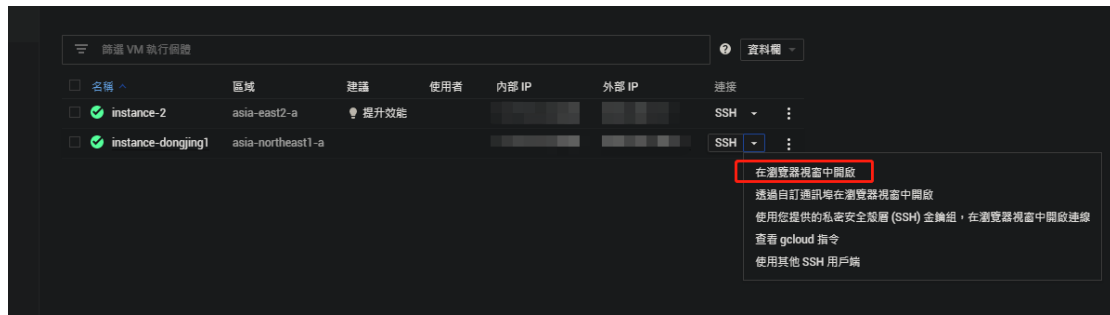 篩選 VM 執行個體
資料欄
名稱 區域 建議 使用者 內部 IP 外部 IP 連接
instance-2 asia-east2-a 提升效能 SSH
instance-dongjing1 asia-northeast1-a SSH
在瀏覽器視窗中開啟
透過自訂通訊埠在瀏覽器視窗中開啟
使用您提供的私密安全殼層 (SSH) 金鑰組，在瀏覽器視窗中開啟連線
查看 gcloud 指令
使用其他 SSH 用戶端